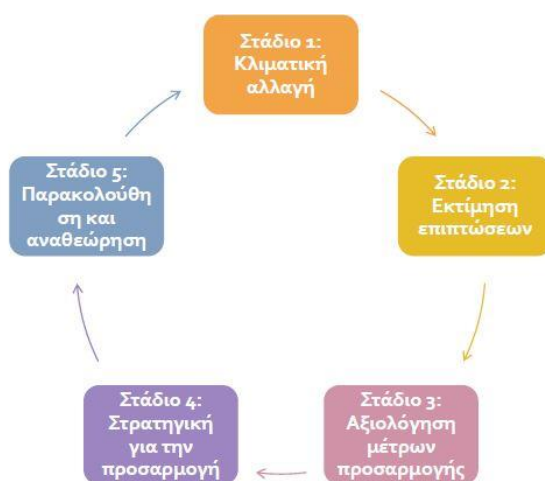 Στάδιο 1:
Κλιματική
αλλαγή
Στάδιο 2:
Εκτίμηση
επιπτώσεων
Στάδιο 3:
Αξιολόγηση
μέτρων
προσαρμογής
Στάδιο 4:
Στρατηγική
για την
προσαρμογή
Στάδιο 5:
Παρακολούθη
ση και
αναθεώρηση